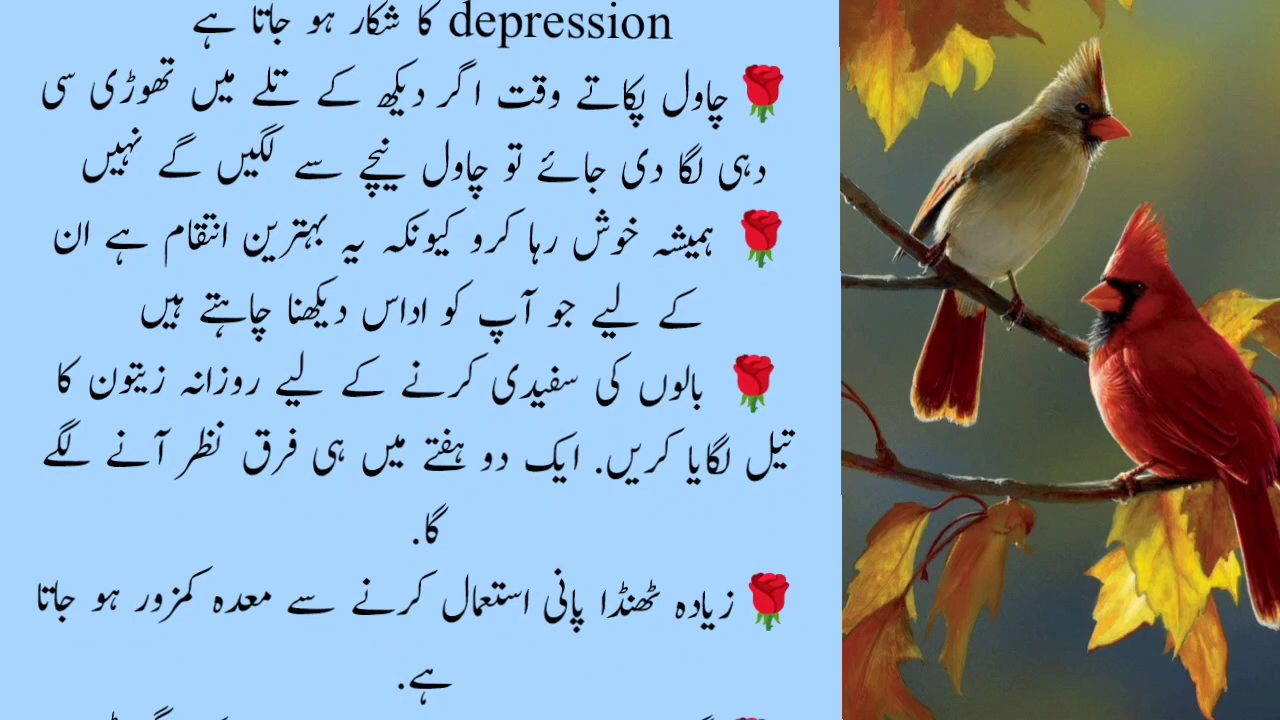 depression کا شکار ہو جاتا ہے
🌹 چاول پکاتے وقت اگر دیکھ کے تلے میں تھوڑی سی
دہی لگا دی جائے تو چاول نیچے سے لگیں گے نہیں
🌹 ہمیشہ خوش رہا کرو کیونکہ یہ بہترین انتقام ہے ان
کے لیے جو آپ کو اداس دیکھنا چاہتے ہیں
🌹 بالوں کی سفیدی کرنے کے لیے روزانہ زیتون کا
تیل لگایا کریں. ایک دو ہفتے میں ہی فرق نظر آنے لگے
گا.
🌹 زیادہ ٹھنڈا پانی استعمال کرنے سے معدہ کمزور ہو جاتا
ہے.